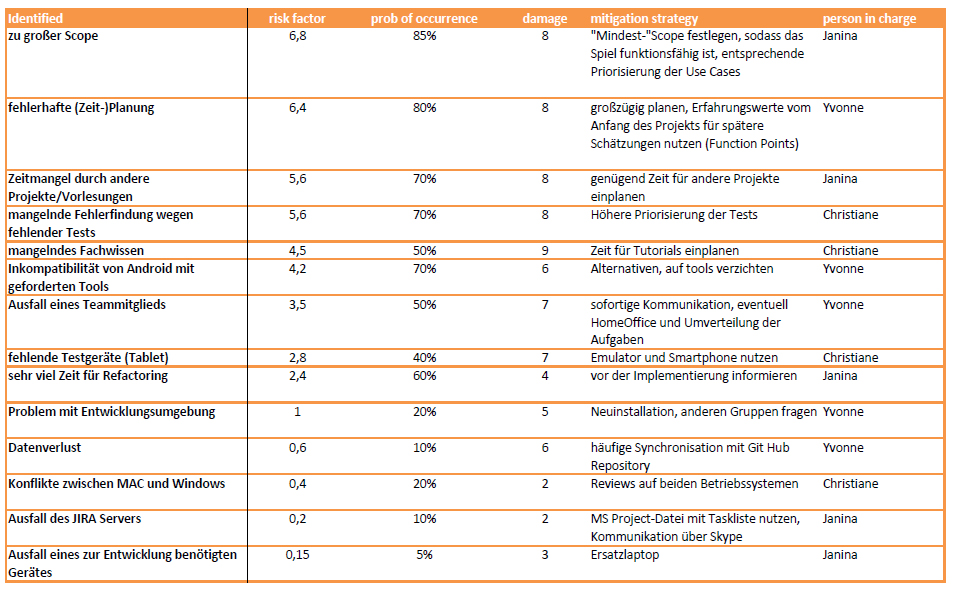 Identified risk factor prob of occurrence damage mitigation strategy person in charge
zu großer Scope 6,8 85% 8 "Mindest-"Scope festlegen, sodass das Janina
Spiel funktionsfähig ist, entsprechende
Priorisierung der Use Cases
fehlerhafte (Zeit-)Planung 6,4 80% 8 großzügig planen, Erfahrungswerte vom Yvonne
Anfang des Projekts für spätere
Schätzungen nutzen (Function Points)
Zeitmangel durch andere 5,6 70% 8 genügend Zeit für andere Projekte Janina
Projekte/Vorlesungen einplanen
mangelnde Fehlerfindung wegen 5,6 70% 8 Höhere Priorisierung der Tests Christiane
fehlender Tests
mangelndes Fachwissen 4,5 50% 9 Zeit für Tutorials einplanen Christiane
Inkompatibilität von Android mit 4,2 70% 6 Alternativen, auf tools verzichten Yvonne
geforderten Tools
Ausfall eines Teammitglieds 3,5 50% 7 sofortige Kommunikation, eventuell Yvonne
HomeOffice und Umverteilung der
Aufgaben
fehlende Testgeräte (Tablet) 2,8 40% 7 Emulator und Smartphone nutzen Christiane
sehr viel Zeit für Refactoring 2,4 60% 4 vor der Implementierung informieren Janina
Problem mit Entwicklungsumgebung 1 20% 5 Neuinstallation, anderen Gruppen fragen Yvonne
Datenverlust 0,6 10% 6 häufige Synchronisation mit Git Hub Yvonne
Repository
Konflikte zwischen MAC und Windows 0,4 20% 2 Reviews auf beiden Betriebssystemen Christiane
Ausfall des JIRA Servers 0,2 10% 2 MS Project-Datei mit Taskliste nutzen, Janina
Kommunikation über Skype
Ausfall eines zur Entwicklung benötigten 0,15 5% 3 Ersatzlaptop Janina
Gerätes